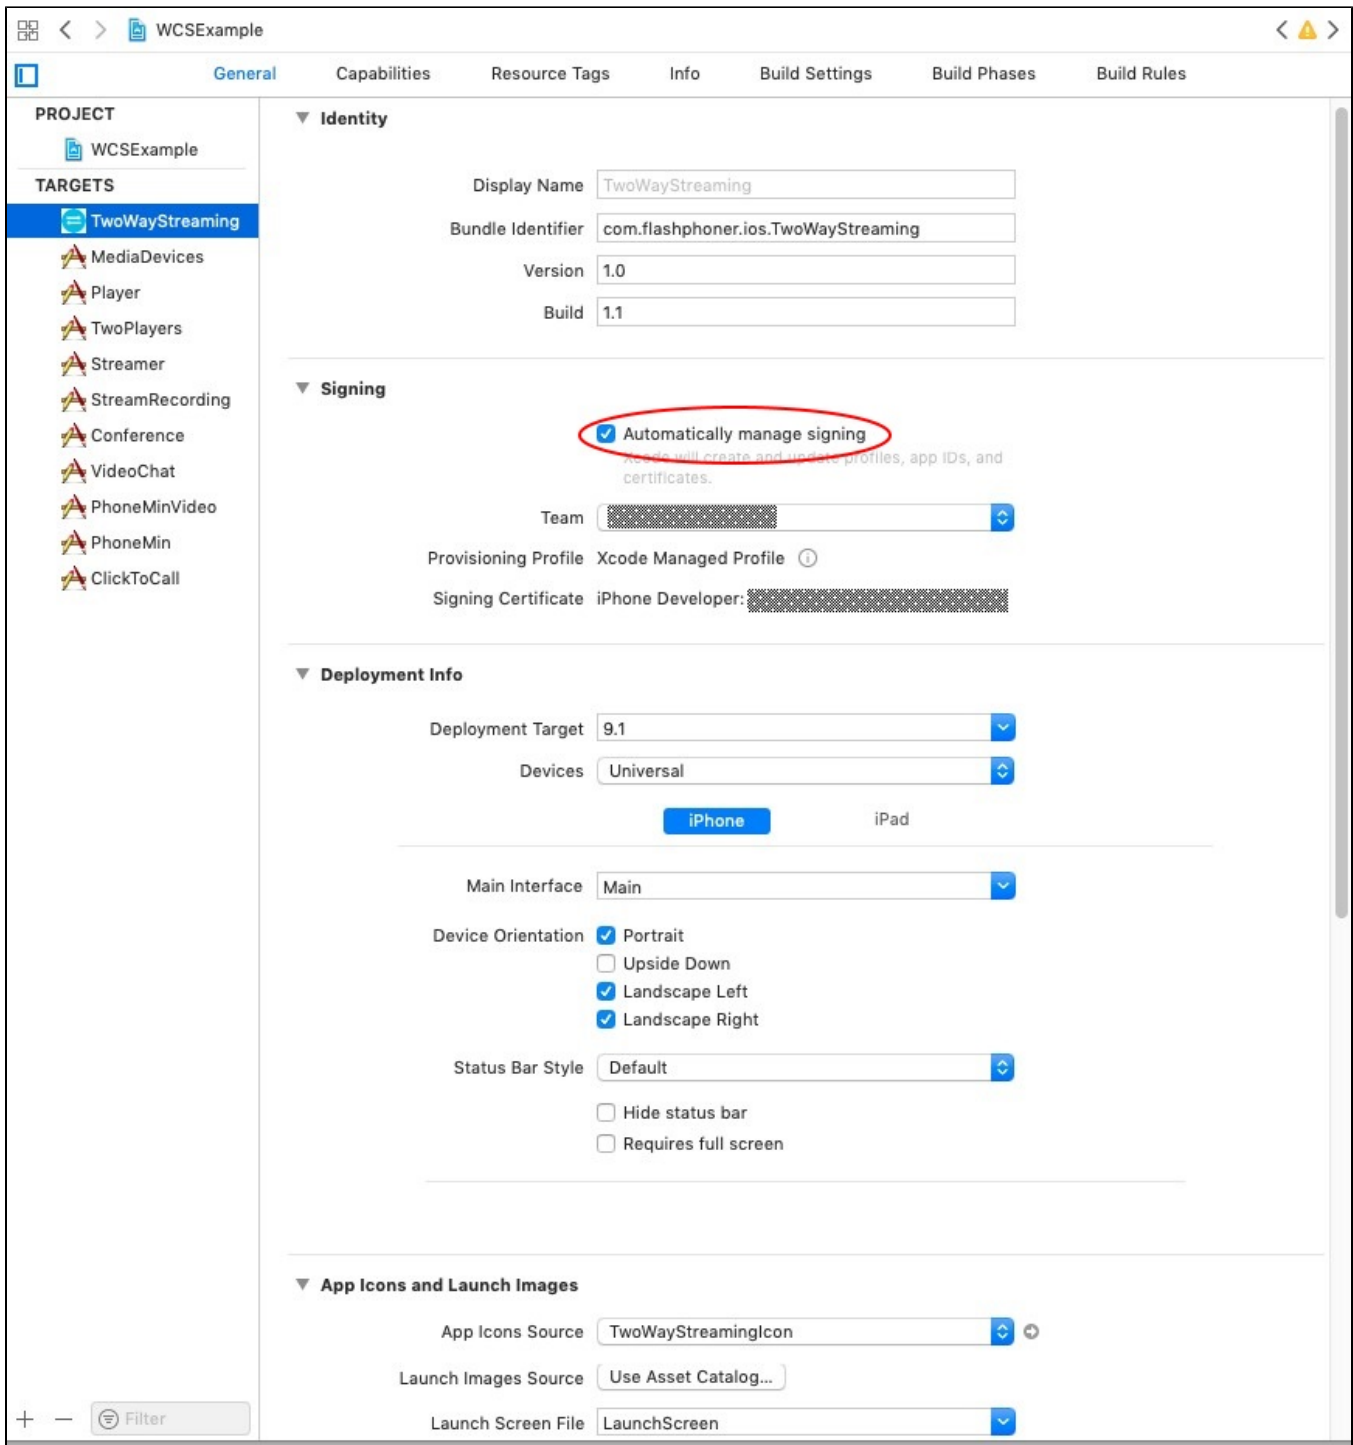 WCSExample
General Capabilities Resource Tags Info Build Settings Build Phases Build Rules
PROJECT
WCSExample
TARGETS
TwoWayStreaming
MediaDevices
Player
TwoPlayers
Streamer
StreamRecording
Conference
VideoChat
PhoneMinVideo
PhoneMin
ClickToCall
Filter
Identity
Display Name TwoWayStreaming
Bundle Identifier com.flashphoner.ios.TwoWayStreaming
Version 1.0
Build 1.1
Signing
Automatically manage signing
Xcode will create and update profiles, app IDs, and
certificates.
Team
Provisioning Profile Xcode Managed Profile
Signing Certificate iPhone Developer:
Deployment Info
Deployment Target 9.1
Devices Universal
iPhone iPad
Main Interface Main
Device Orientation Portrait
Upside Down
Landscape Left
Landscape Right
Status Bar Style Default
Hide status bar
Requires full screen
App Icons and Launch Images
App Icons Source TwoWayStreamingIcon
Launch Images Source Use Asset Catalog...
Launch Screen File LaunchScreen